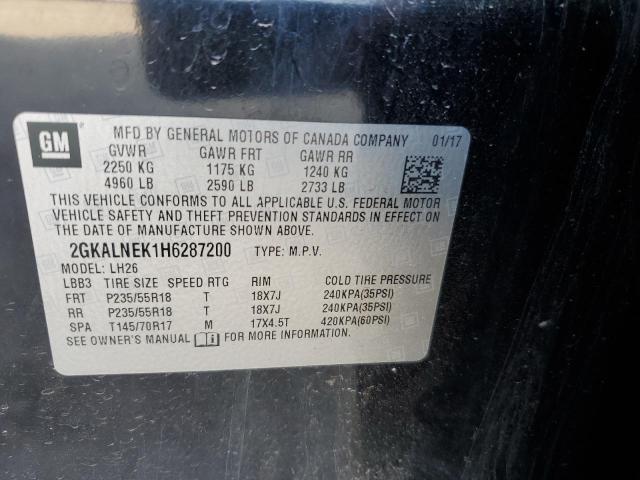 GM
MFD BY GENERAL MOTORS OF CANADA COMPANY 01/17
GVWR GAWR FRT GAWR RR
2250 KG 1175 KG 1240 KG
4960 LB 2590 LB 2733 LB
THIS VEHICLE CONFORMS TO ALL APPLICABLE U.S. FEDERAL MOTOR
VEHICLE SAFETY AND THEFT PREVENTION STANDARDS IN EFFECT ON
THE DATE OF MANUFACTURE SHOWN ABOVE.
2GKALNEK1H6287200 TYPE: M.P.V.
MODEL: LH26
LBB3 TIRE SIZE SPEED RTG RIM COLD TIRE PRESSURE
FRT P235/55R18 T 18X7J 240KPA(35PSI)
RR P235/55R18 T 18X7J 240KPA(35PSI)
SPA T145/70R17 M 17X4.5T 420KPA(60PSI)
SEE OWNER'S MANUAL FOR MORE INFORMATION.